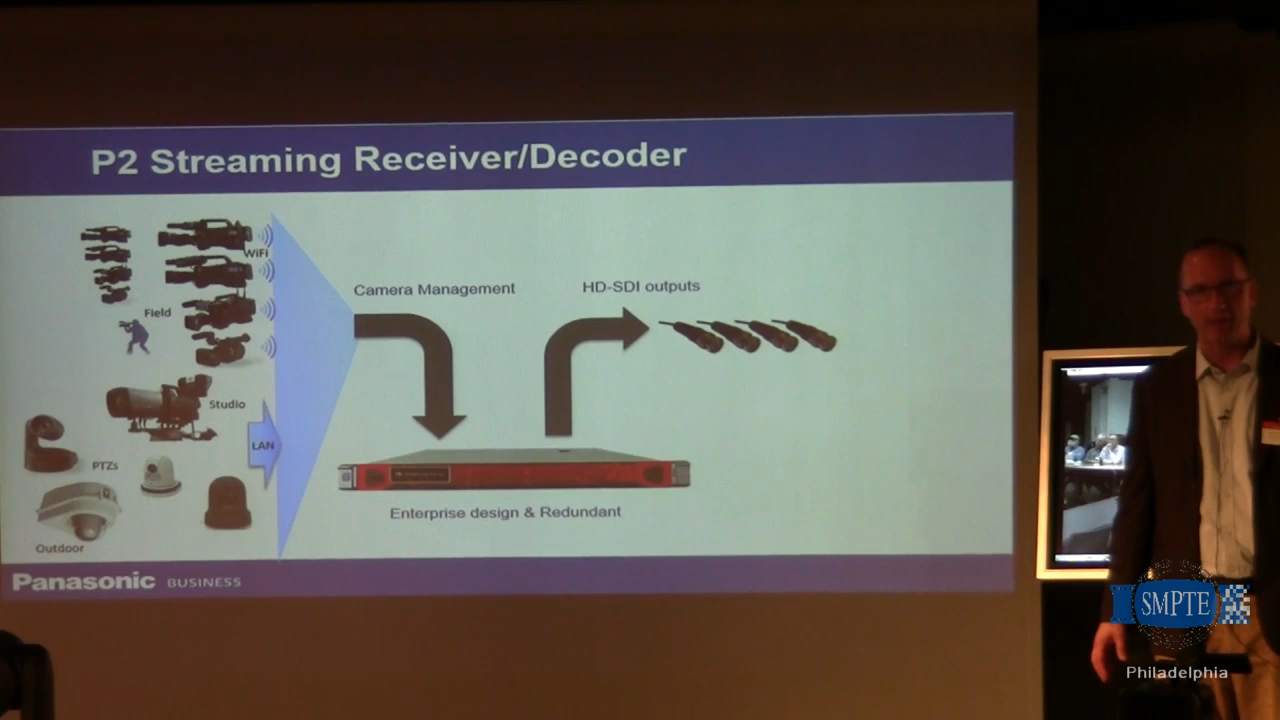 P2 Streaming Receiver/Decoder
WiFi
Field
Camera Management
HD-SDI outputs
Studio
LAN
PTZs
Outdoor
Enterprise design & Redundant
Panasonic BUSINESS
SMPTE
Philadelphia